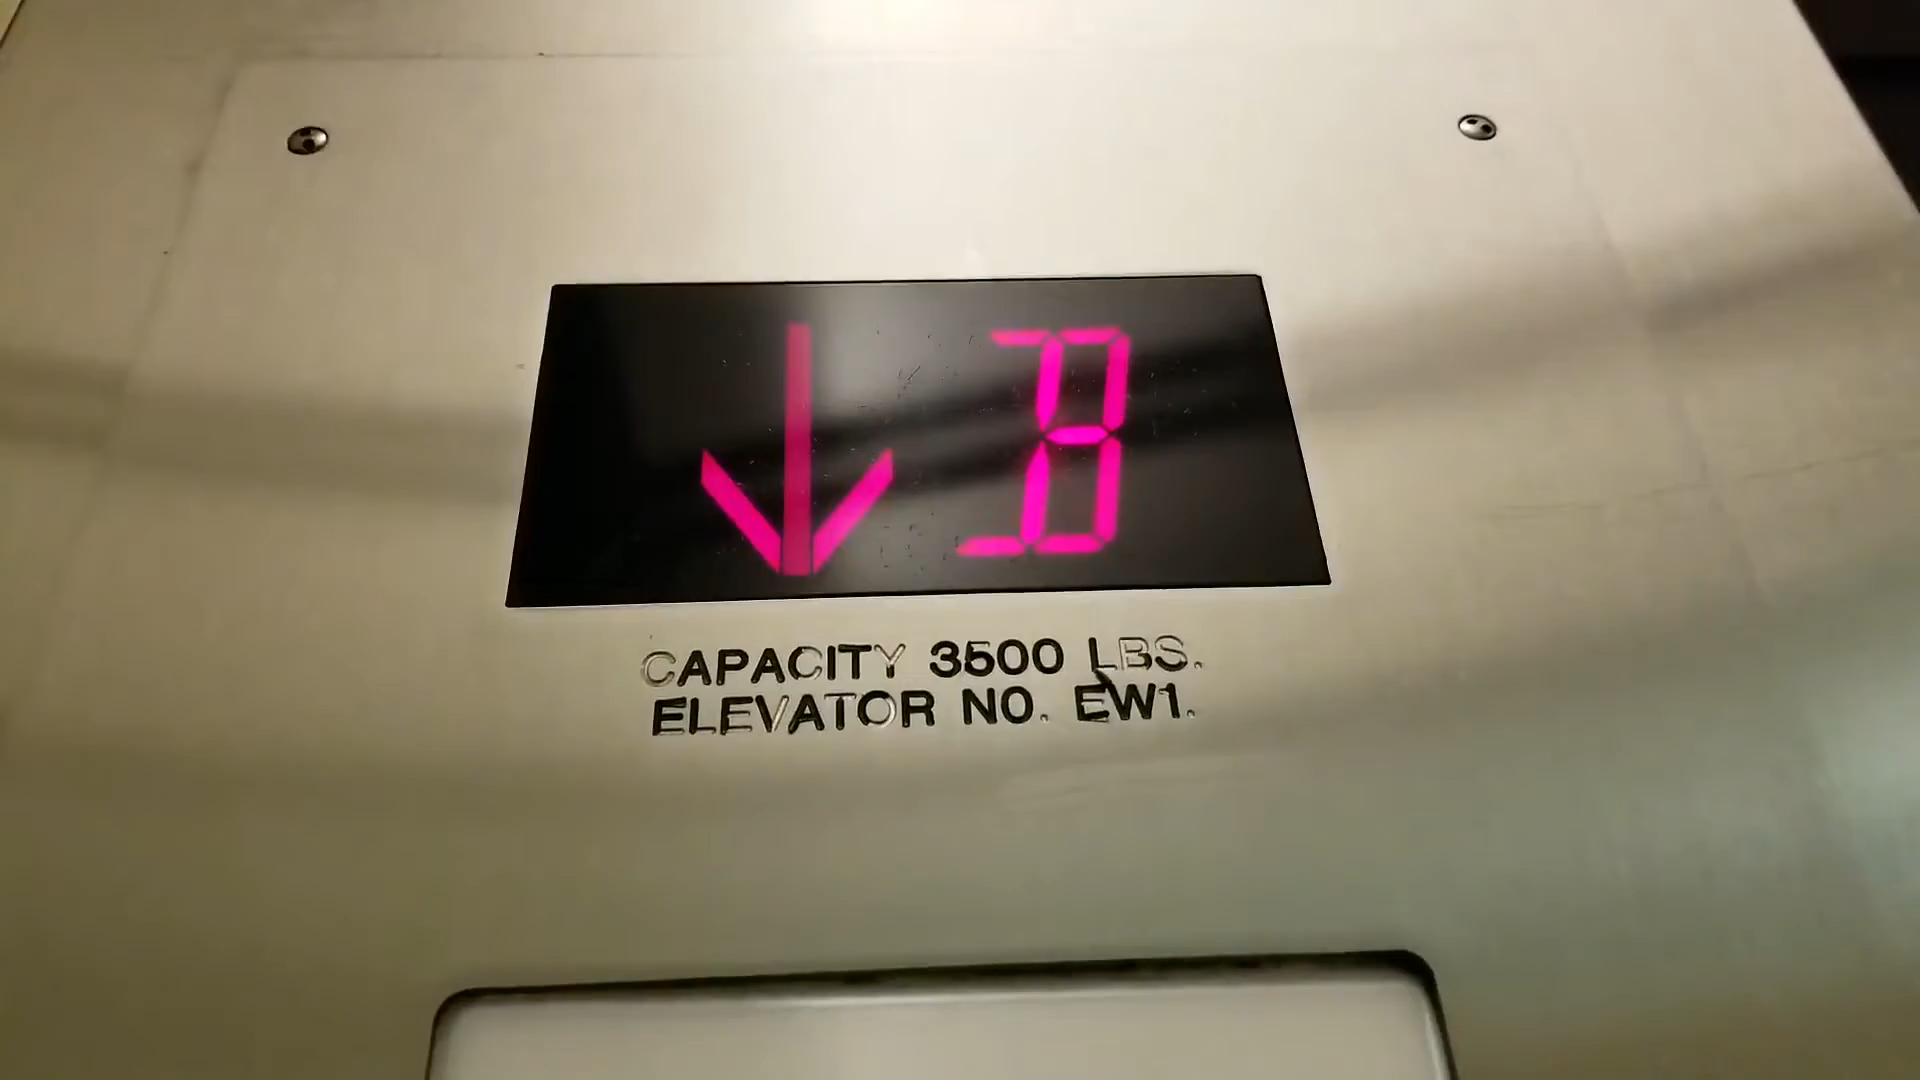 ↓ B
CAPACITY 3500 LBS.
ELEVATOR NO. EW1.